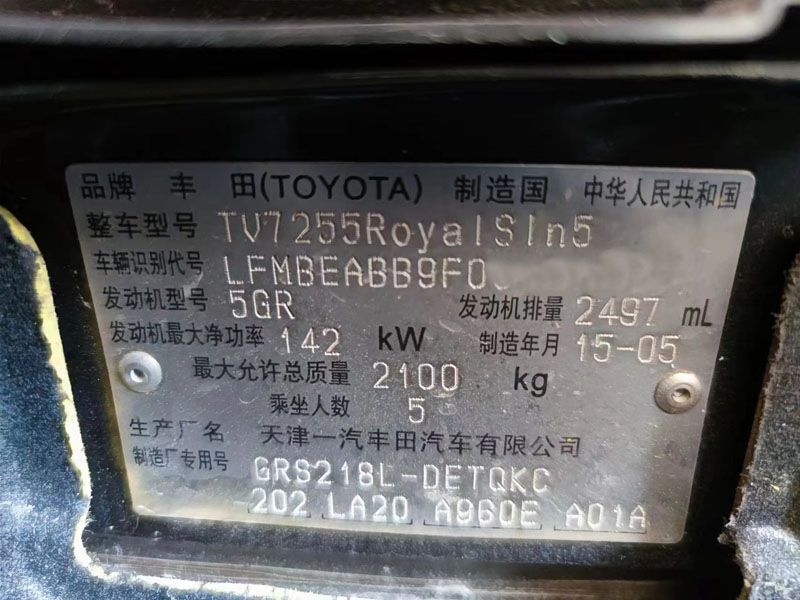 品牌 丰 田(TOYOTA) 制造国 中华人民共和国
整车型号 TV7255RoyalSln5
车辆识别代号 LFMBEABB9F0
发动机型号 5GR 发动机排量 2497 mL
发动机最大净功率 142 kW 制造年月 15-05
最大允许总质量 2100 kg
乘坐人数 5
生产厂名 天津一汽丰田汽车有限公司
制造厂专用号 GRS218L-DETQKC
202 LA20 A960E A01A